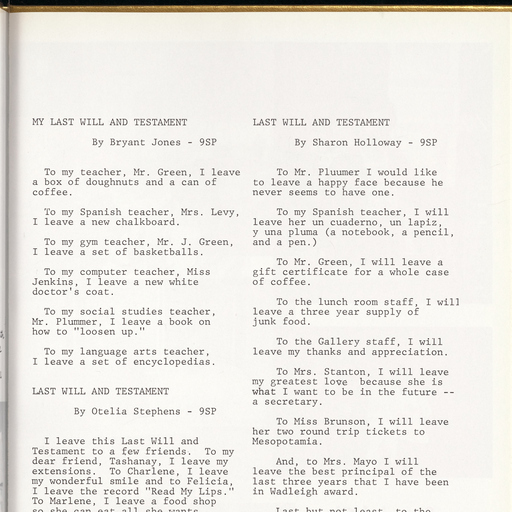 MY LAST WILL AND TESTAMENT
By Bryant Jones - 9SP
To my teacher, Mr. Green, I leave
a box of doughnuts and a can of
coffee.
To my Spanish teacher, Mrs. Levy,
I leave a new chalkboard.
To my gym teacher, Mr. J. Green,
I leave a set of basketballs.
To my computer teacher, Miss
Jenkins, I leave a new white
doctor's coat.
To my social studies teacher,
Mr. Plummer, I leave a book on
how to "loosen up."
To my language arts teacher,
I leave a set of encyclopedias.
LAST WILL AND TESTAMENT
By Otelia Stephens - 9SP
I leave this Last Will and
Testament to a few friends. To my
dear friend, Tashanay, I leave my
extensions. To Charlene, I leave
my wonderful smile and to Felicia,
I leave the record "Read My Lips."
To Marlene, I leave a food shop
so she can eat all she wants
LAST WILL AND TESTAMENT
By Sharon Holloway - 9SP
To Mr. Pluumer I would like
to leave a happy face because he
never seems to have one.
To my Spanish teacher, I will
leave her un cuaderno, un lapiz,
y una pluma (a notebook, a pencil,
and a pen.)
To Mr. Green, I will leave a
gift certificate for a whole case
of coffee.
To the lunch room staff, I will
leave a three year supply of
junk food.
To the Gallery staff, I will
leave my thanks and appreciation.
To Mrs. Stanton, I will leave
my greatest love because she is
what I want to be in the future --
a secretary.
To Miss Brunson, I will leave
her two round trip tickets to
Mesopotamia.
And, to Mrs. Mayo I will
leave the best principal of the
last three years that I have been
in Wadleigh award.
Last but not least, to the